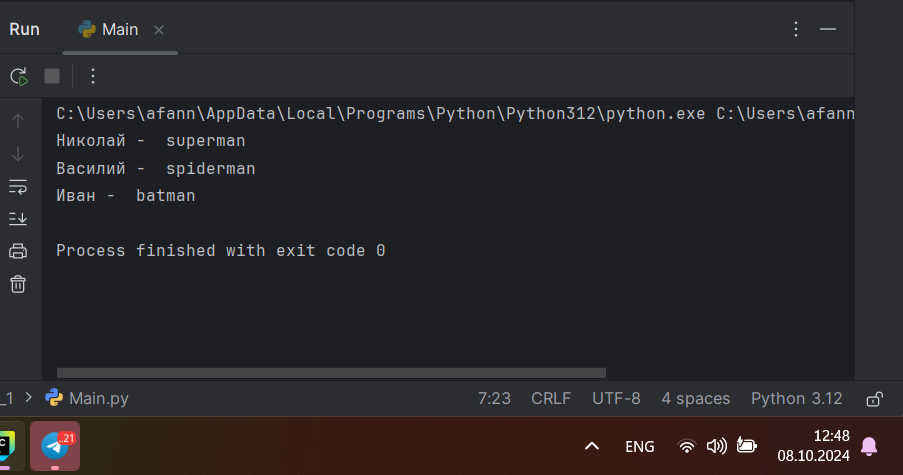 Run Main
C:\Users\afann\AppData\Local\Programs\Python\Python312\python.exe C:\Users\afann
Николай -  superman
Василий -  spiderman
Иван -  batman
Process finished with exit code 0
_1 > Main.py 7:23 CRLF UTF-8 4 spaces Python 3.12
..21
ENG
12:48
08.10.2024